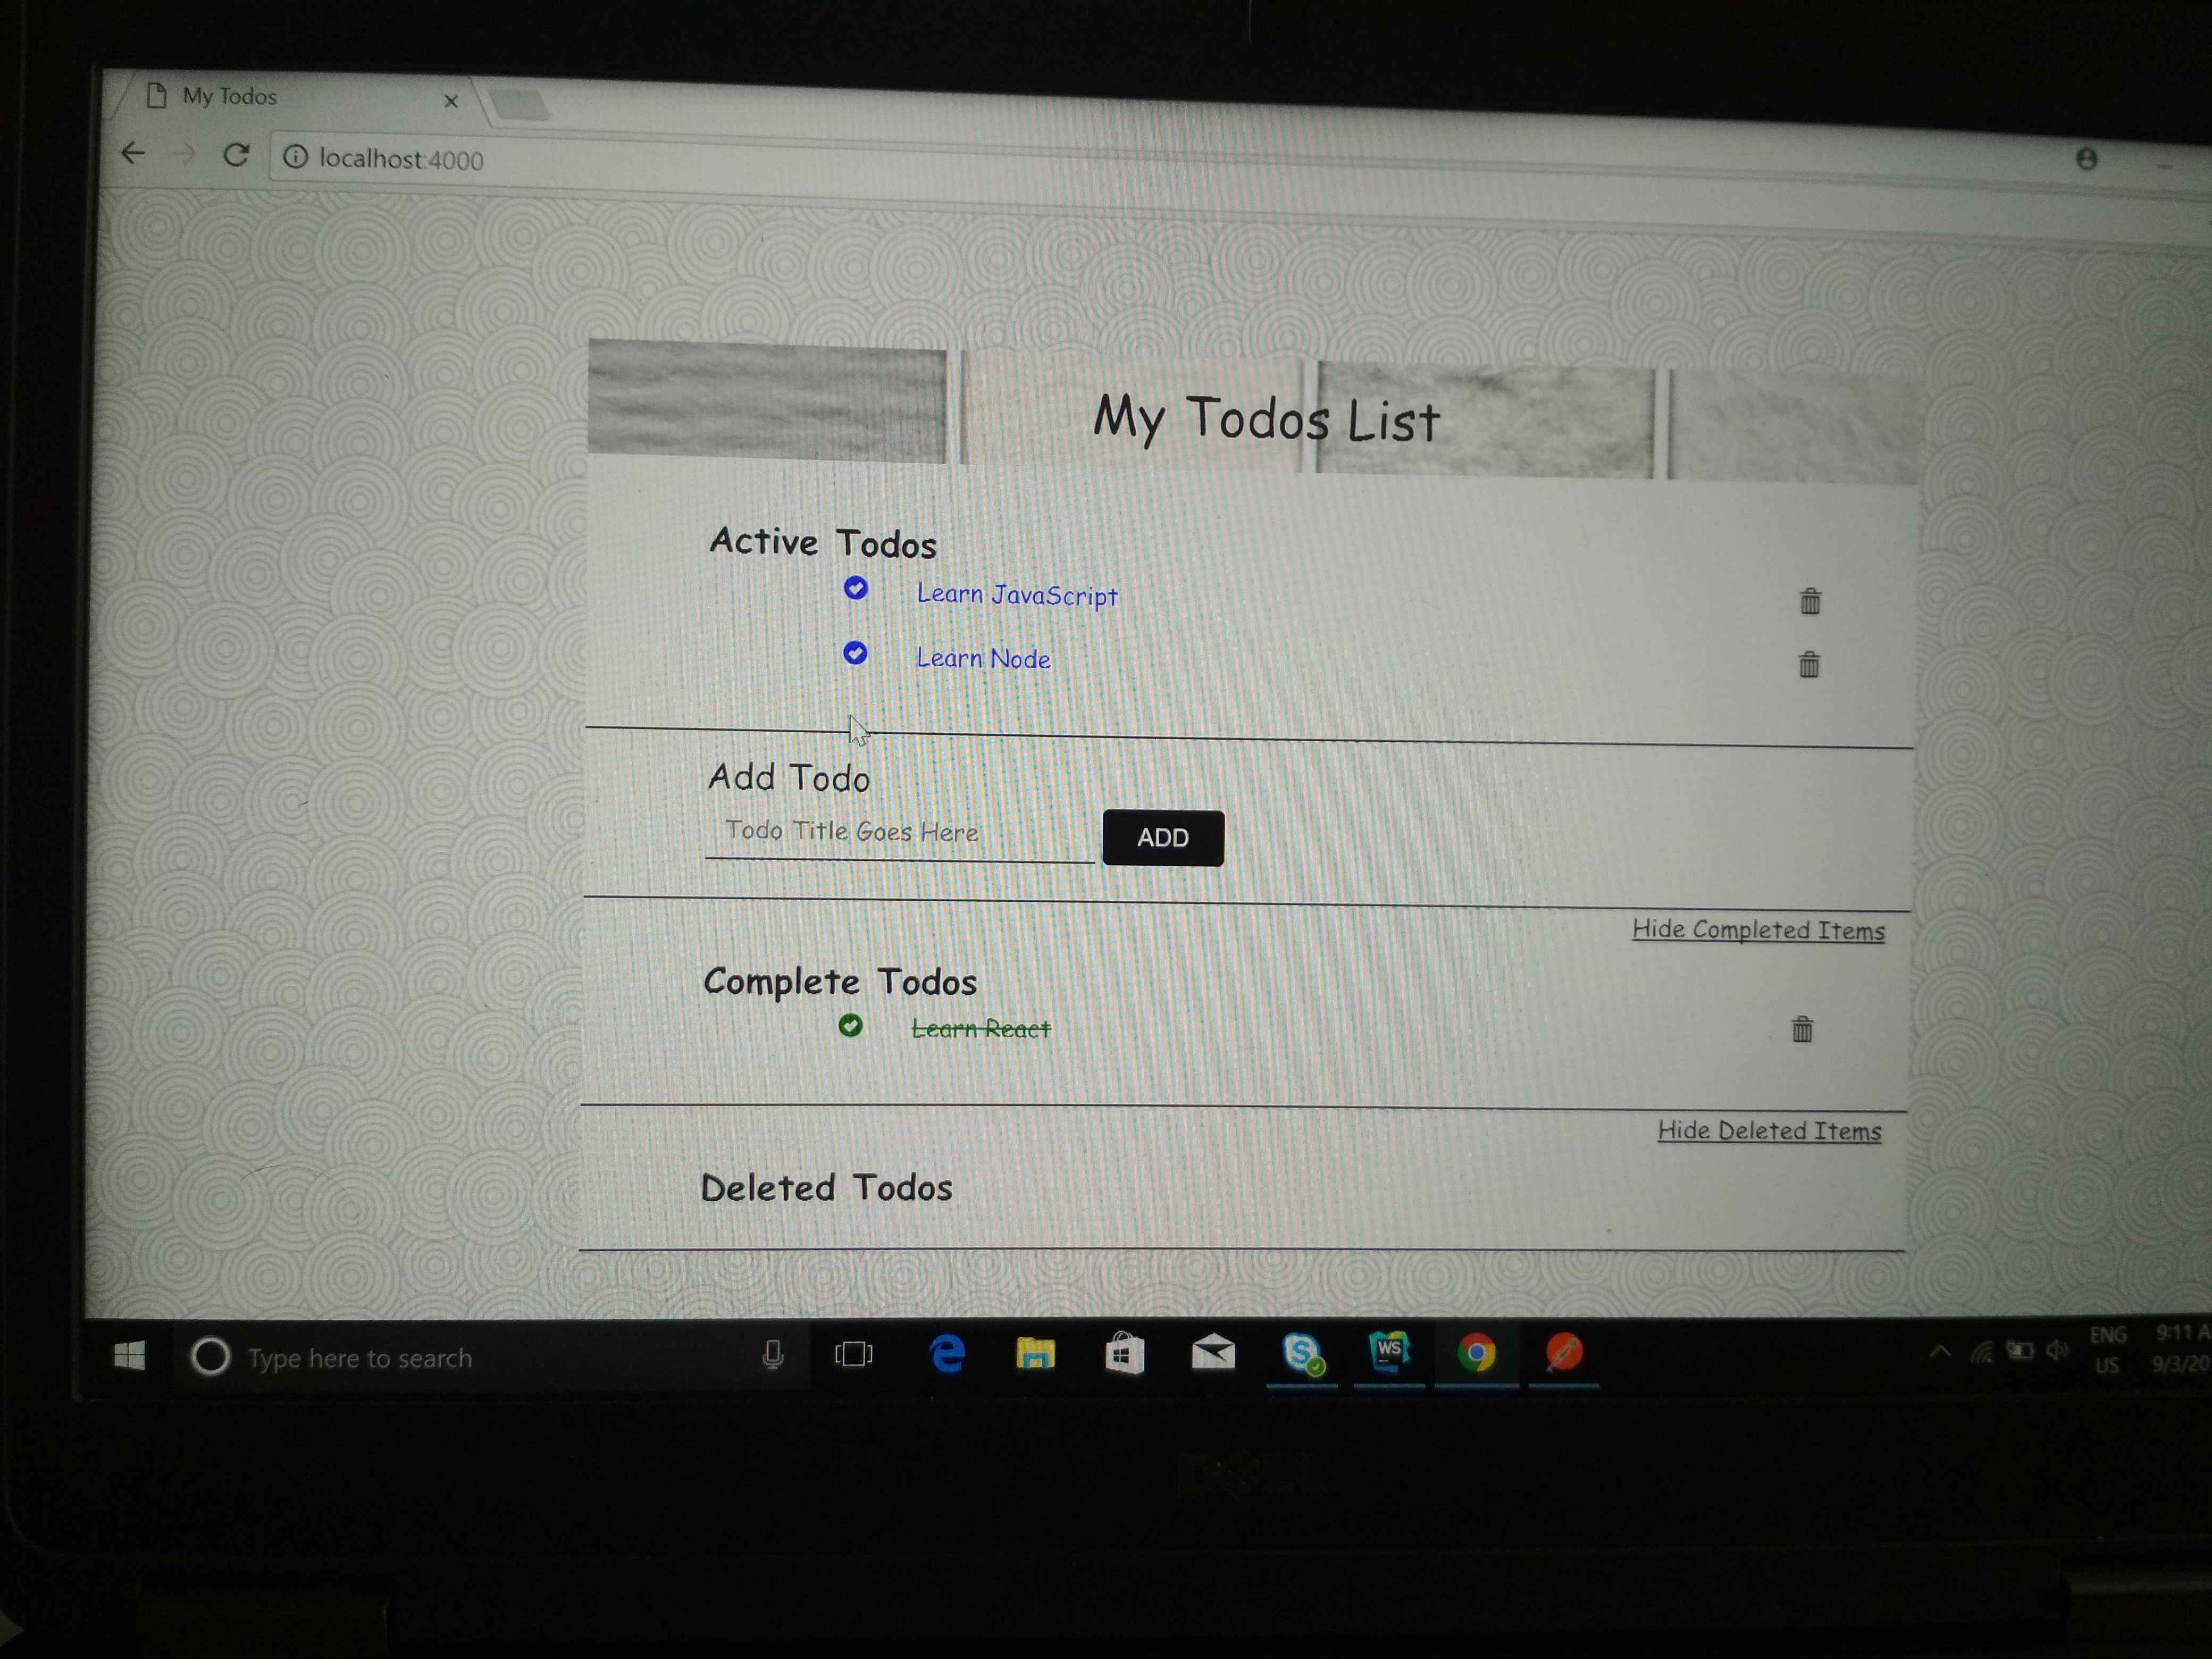 My Todos
localhost:4000
My Todos List
Active Todos
Learn JavaScript
Learn Node
Add Todo
Todo Title Goes Here
ADD
Hide Completed Items
Complete Todos
Learn React
Hide Deleted Items
Deleted Todos
Type here to search
WS
ENG
US
9:11 A
9/3/20
DELL